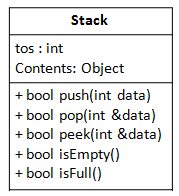 Stack
tos : int
Contents: Object
+ bool push(int data)
+ bool pop(int &data)
+ bool peek(int &data)
+ bool isEmpty()
+ bool isFull()